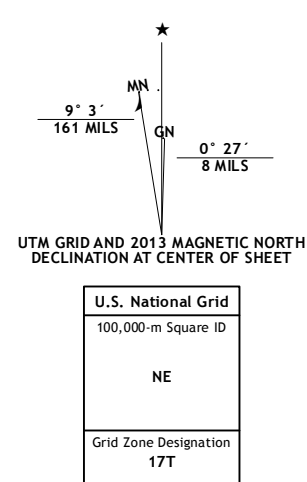 ★
MN
9° 3´
161 MILS
GN
0° 27´
8 MILS
UTM GRID AND 2013 MAGNETIC NORTH
DECLINATION AT CENTER OF SHEET
U.S. National Grid
100,000-m Square ID
NE
Grid Zone Designation
17T